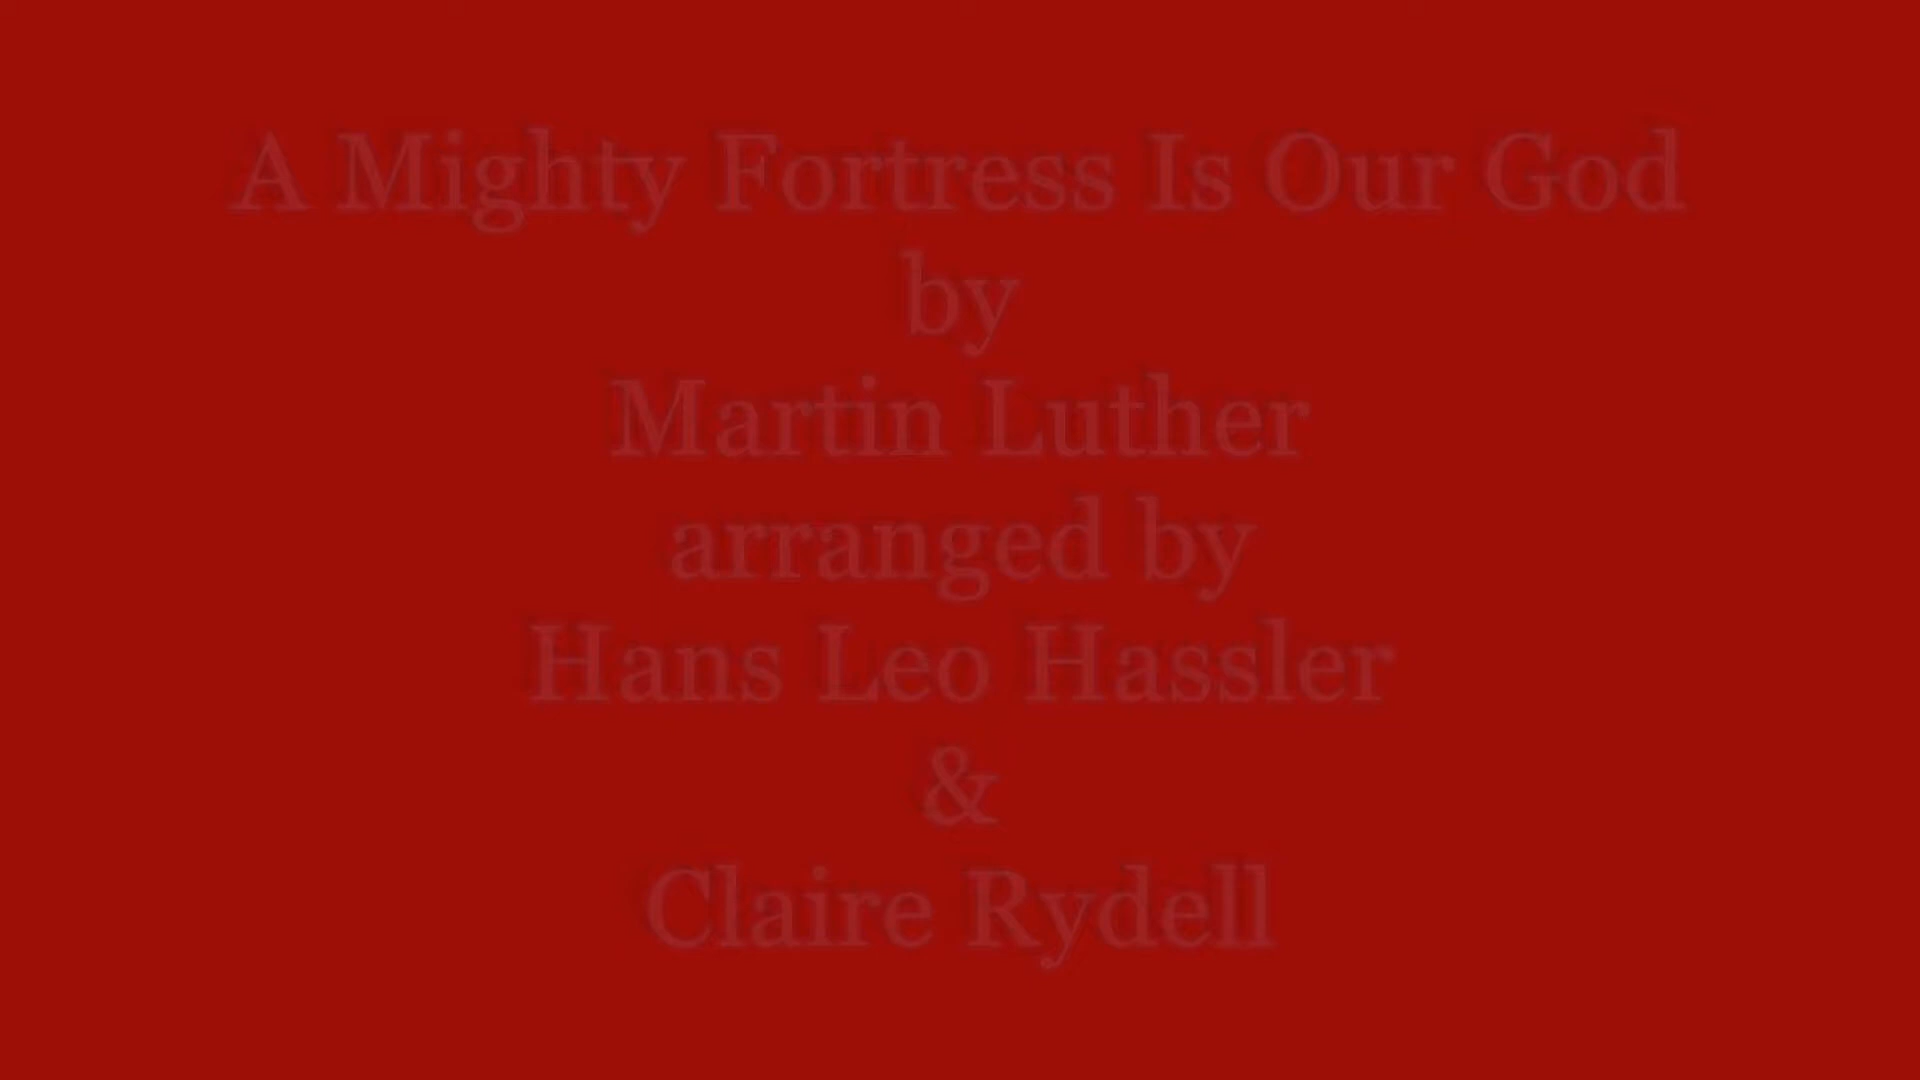 A Mighty Fortress Is Our God
by
Martin Luther
arranged by
Hans Leo Hassler
&
Claire Rydell